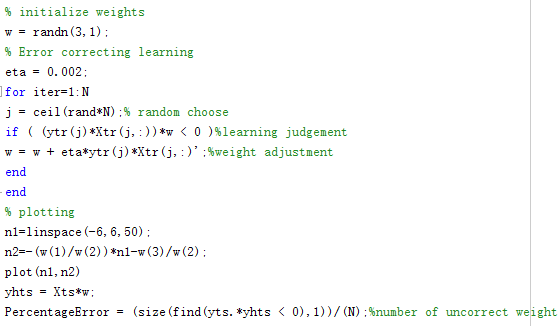 % initialize weights
w = randn(3,1);
% Error correcting learning
eta = 0.002;
for iter=1:N
j = ceil(rand*N);% random choose
if ( (ytr(j)*Xtr(j,:))*w < 0 )%learning judgement
w = w + eta*ytr(j)*Xtr(j,:)';%weight adjustment
end
end
% plotting
n1=linspace(-6,6,50);
n2=-(w(1)/w(2))*n1-w(3)/w(2);
plot(n1,n2)
yhts = Xts*w;
PercentageError = (size(find(yts.*yhts < 0),1))/(N);%number of uncorrect weight